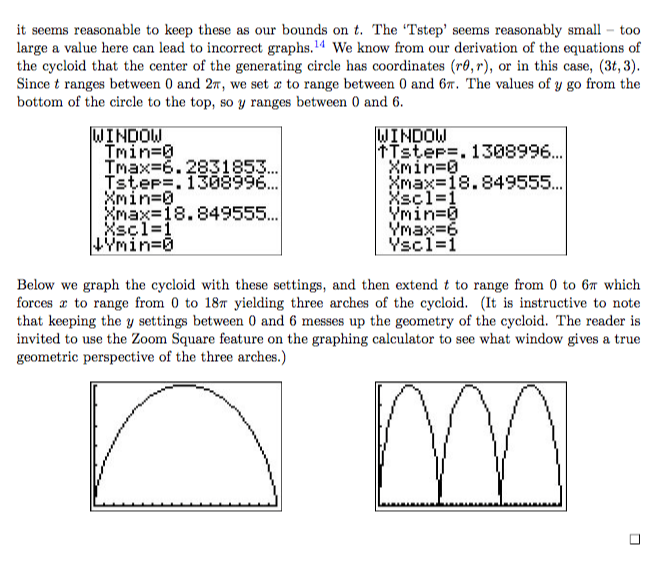 it seems reasonable to keep these as our bounds on t. The ‘Tstep’ seems reasonably small – too
large a value here can lead to incorrect graphs.14 We know from our derivation of the equations of
the cycloid that the center of the generating circle has coordinates (rθ, r), or in this case, (3t, 3).
Since t ranges between 0 and 2π, we set x to range between 0 and 6π. The values of y go from the
bottom of the circle to the top, so y ranges between 0 and 6.
WINDOW
Tmin=0
Tmax=6.2831853…
Tstep=.1308996…
Xmin=0
Xmax=18.849555…
Xscl=1
↓Ymin=0
WINDOW
↑Tstep=.1308996…
Xmin=0
Xmax=18.849555…
Xscl=1
Ymin=0
Ymax=6
Yscl=1
Below we graph the cycloid with these settings, and then extend t to range from 0 to 6π which
forces x to range from 0 to 18π yielding three arches of the cycloid. (It is instructive to note
that keeping the y settings between 0 and 6 messes up the geometry of the cycloid. The reader is
invited to use the Zoom Square feature on the graphing calculator to see what window gives a true
geometric perspective of the three arches.)